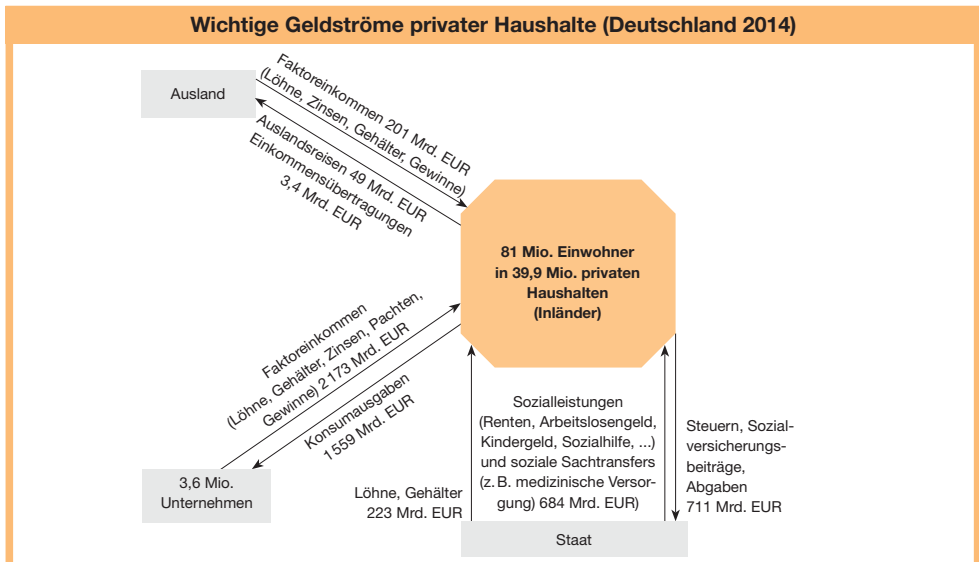 Wichtige Geldströme privater Haushalte (Deutschland 2014)
Ausland
Faktoreinkommen 201 Mrd. EUR
(Löhne, Zinsen, Gehälter, Gewinne)
Auslandsreisen 49 Mrd. EUR
Einkommensübertragungen
3,4 Mrd. EUR
81 Mio. Einwohner
in 39,9 Mio. privaten
Haushalten
(Inländer)
Faktoreinkommen
(Löhne, Gehälter, Zinsen, Pachten,
Gewinne) 2 173 Mrd. EUR
Konsumausgaben
1 559 Mrd. EUR
3,6 Mio.
Unternehmen
Löhne, Gehälter
223 Mrd. EUR
Sozialleistungen
(Renten, Arbeitslosengeld,
Kindergeld, Sozialhilfe, ...)
und soziale Sachtransfers
(z. B. medizinische Versor-
gung) 684 Mrd. EUR)
Steuern, Sozial-
versicherungs-
beiträge,
Abgaben
711 Mrd. EUR
Staat